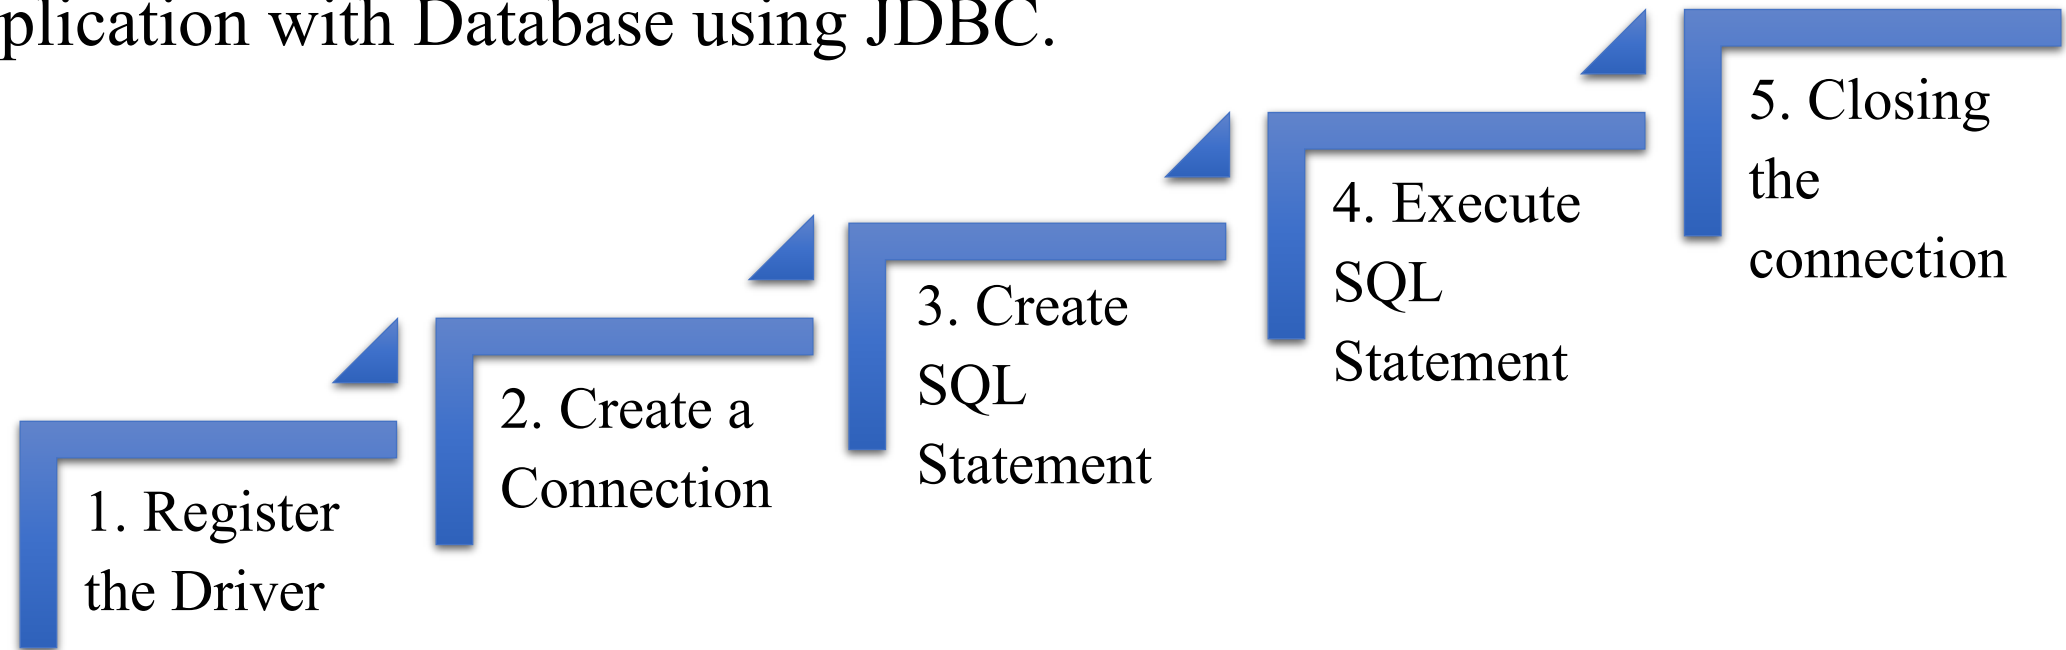 plication with Database using JDBC.
1. Register
the Driver
2. Create a
Connection
3. Create
SQL
Statement
4. Execute
SQL
Statement
5. Closing
the
connection